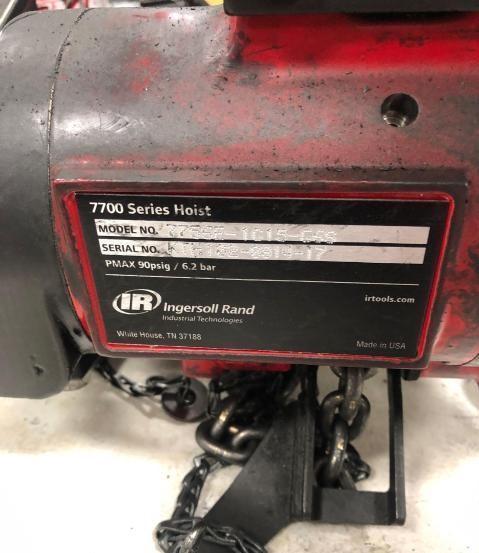 7700 Series Hoist
MODEL NO.
SERIAL NO.
PMAX 90psig / 6.2 bar
IR Ingersoll Rand
Industrial Technologies
irtools.com
White House, TN 37188
Made in USA